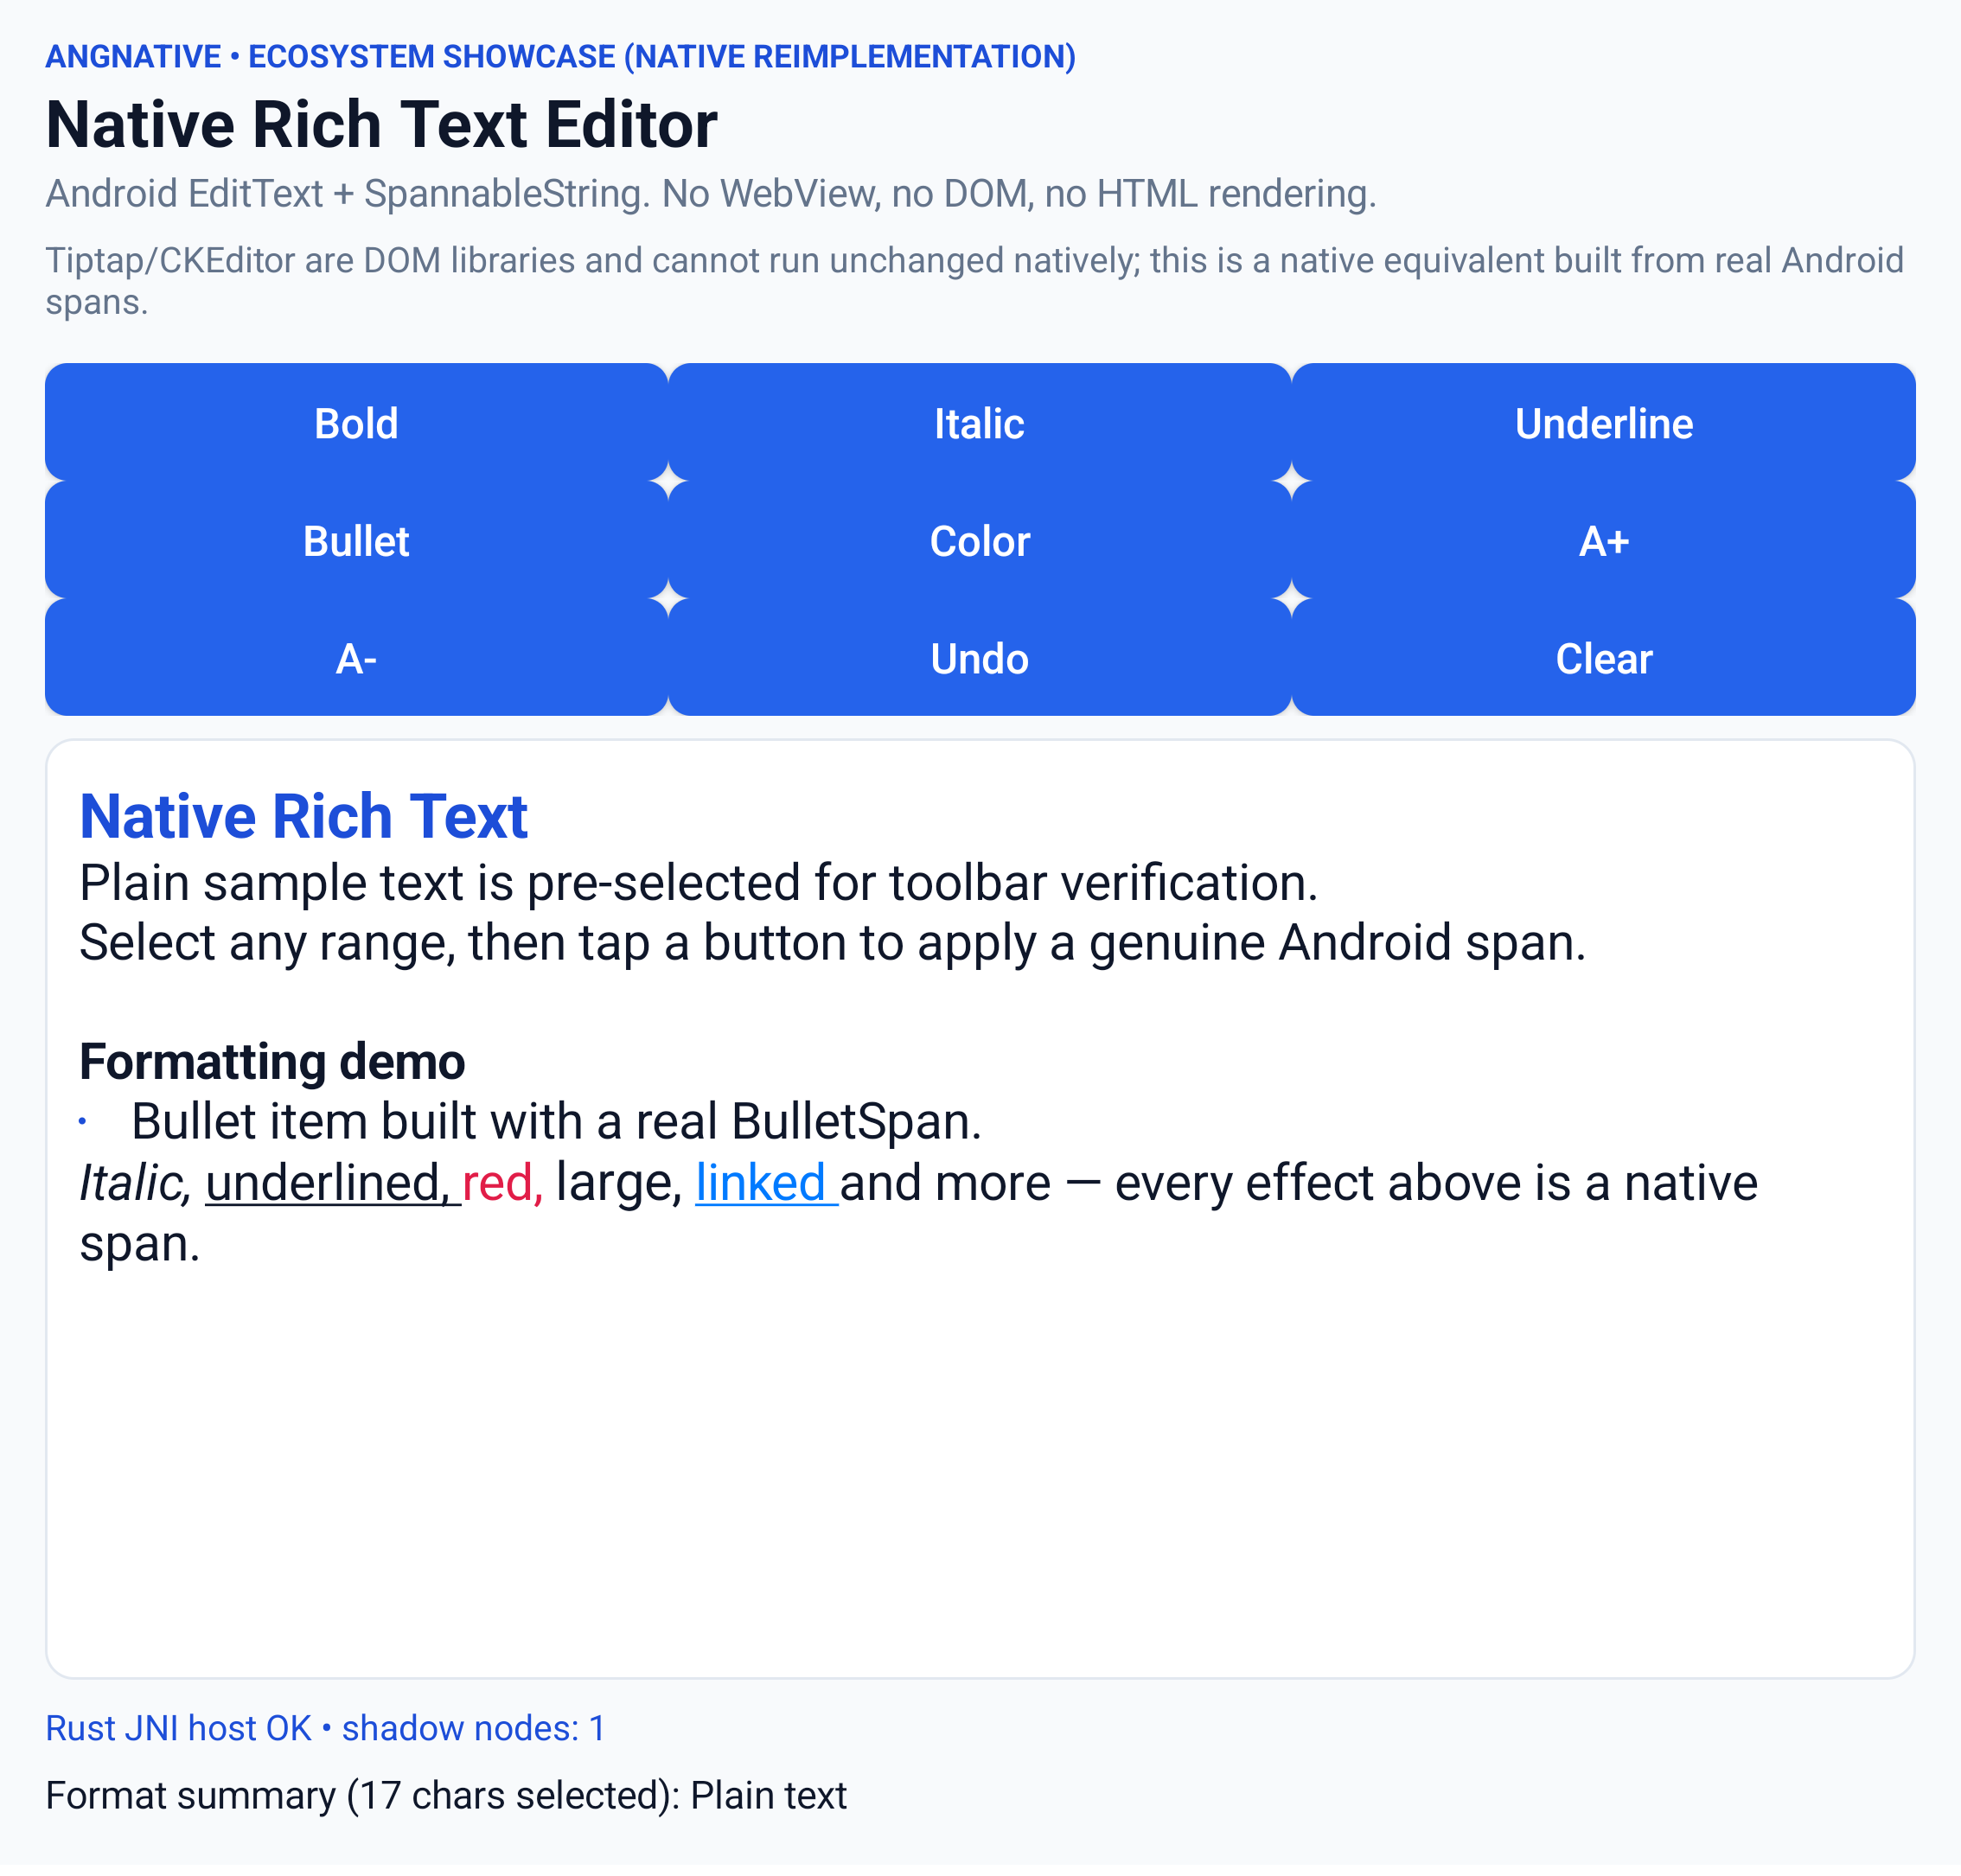 ANGNATIVE • ECOSYSTEM SHOWCASE (NATIVE REIMPLEMENTATION)
Native Rich Text Editor
Android EditText + SpannableString. No WebView, no DOM, no HTML rendering.
Tiptap/CKEditor are DOM libraries and cannot run unchanged natively; this is a native equivalent built from real Android
spans.
Bold Italic Underline
Bullet Color A+
A- Undo Clear
Native Rich Text
Plain sample text is pre-selected for toolbar verification.
Select any range, then tap a button to apply a genuine Android span.
Formatting demo
• Bullet item built with a real BulletSpan.
Italic, underlined, red, large, linked and more — every effect above is a native
span.
Rust JNI host OK • shadow nodes: 1
Format summary (17 chars selected): Plain text